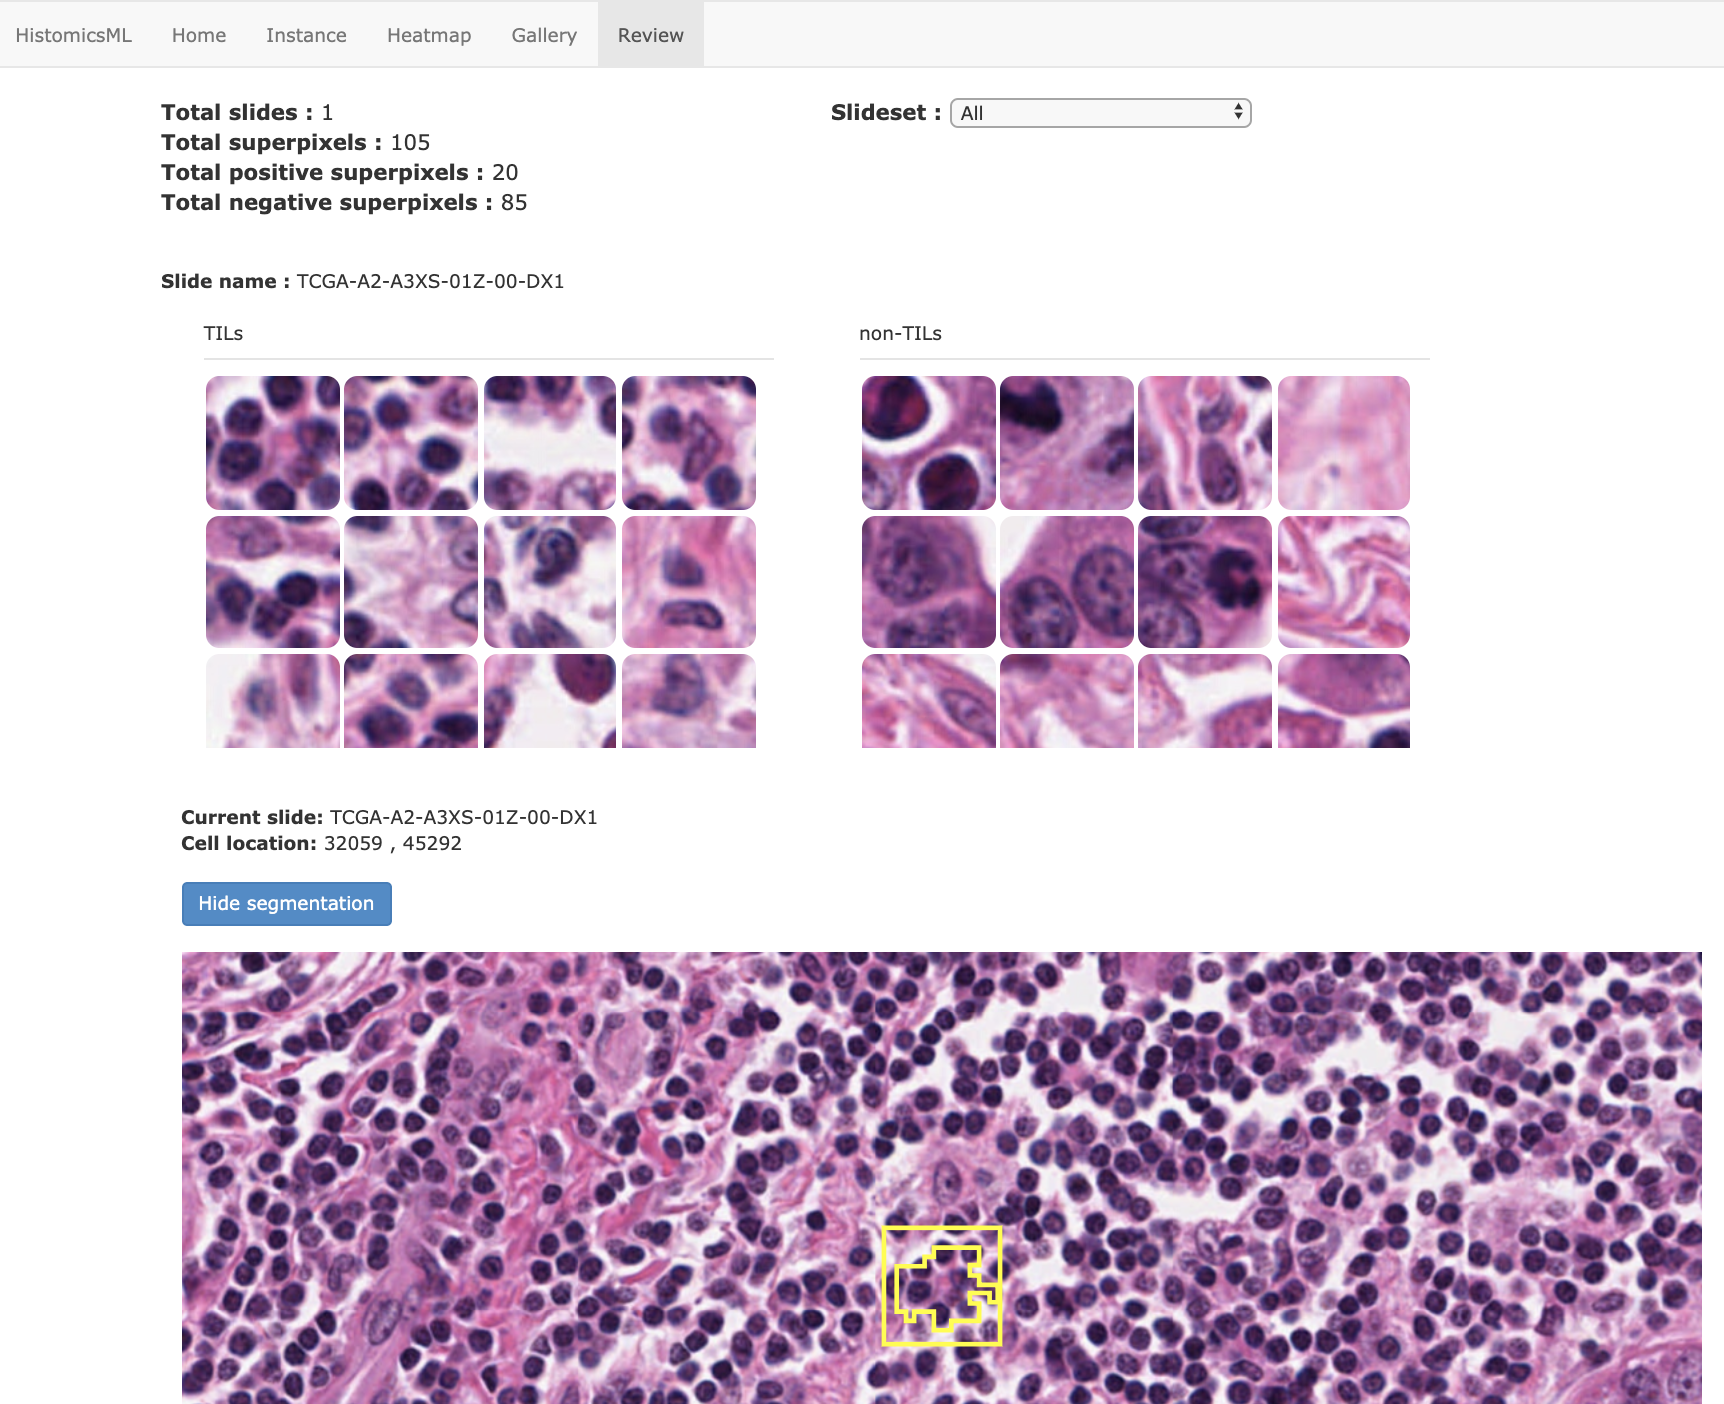 HistomicsML Home Instance Heatmap Gallery Review
Total slides : 1
Total superpixels : 105
Total positive superpixels : 20
Total negative superpixels : 85
Slideset : All
Slide name : TCGA-A2-A3XS-01Z-00-DX1
TILs
non-TILs
Current slide: TCGA-A2-A3XS-01Z-00-DX1
Cell location: 32059 , 45292
Hide segmentation